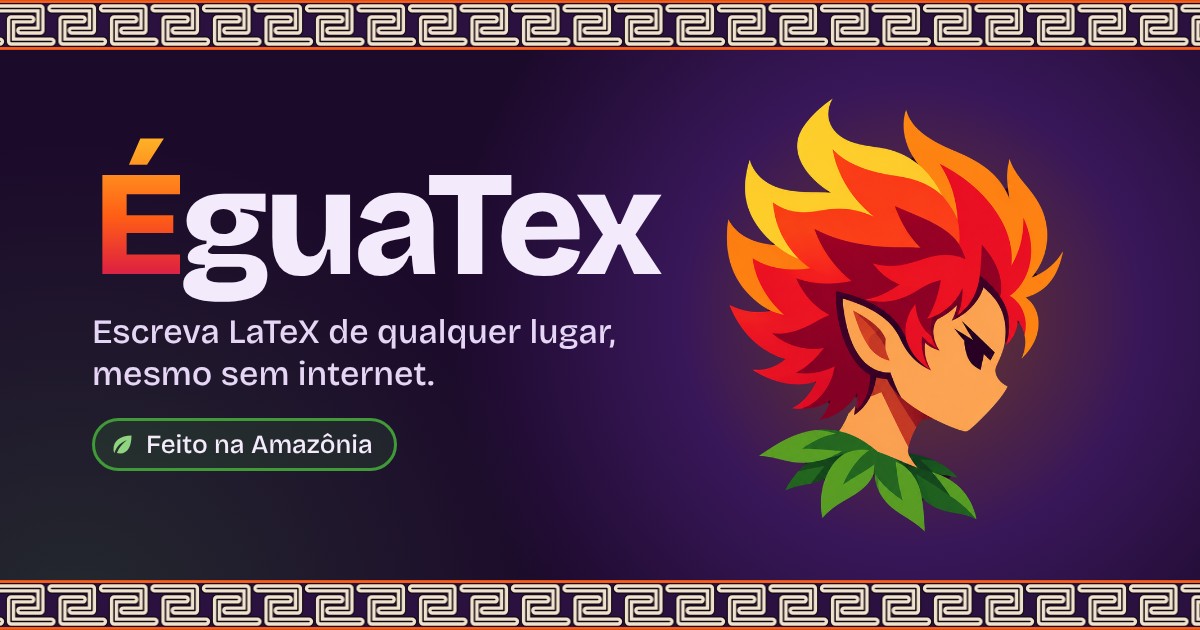 ÉguaTex
Escreva LaTeX de qualquer lugar,
mesmo sem internet.
Feito na Amazônia